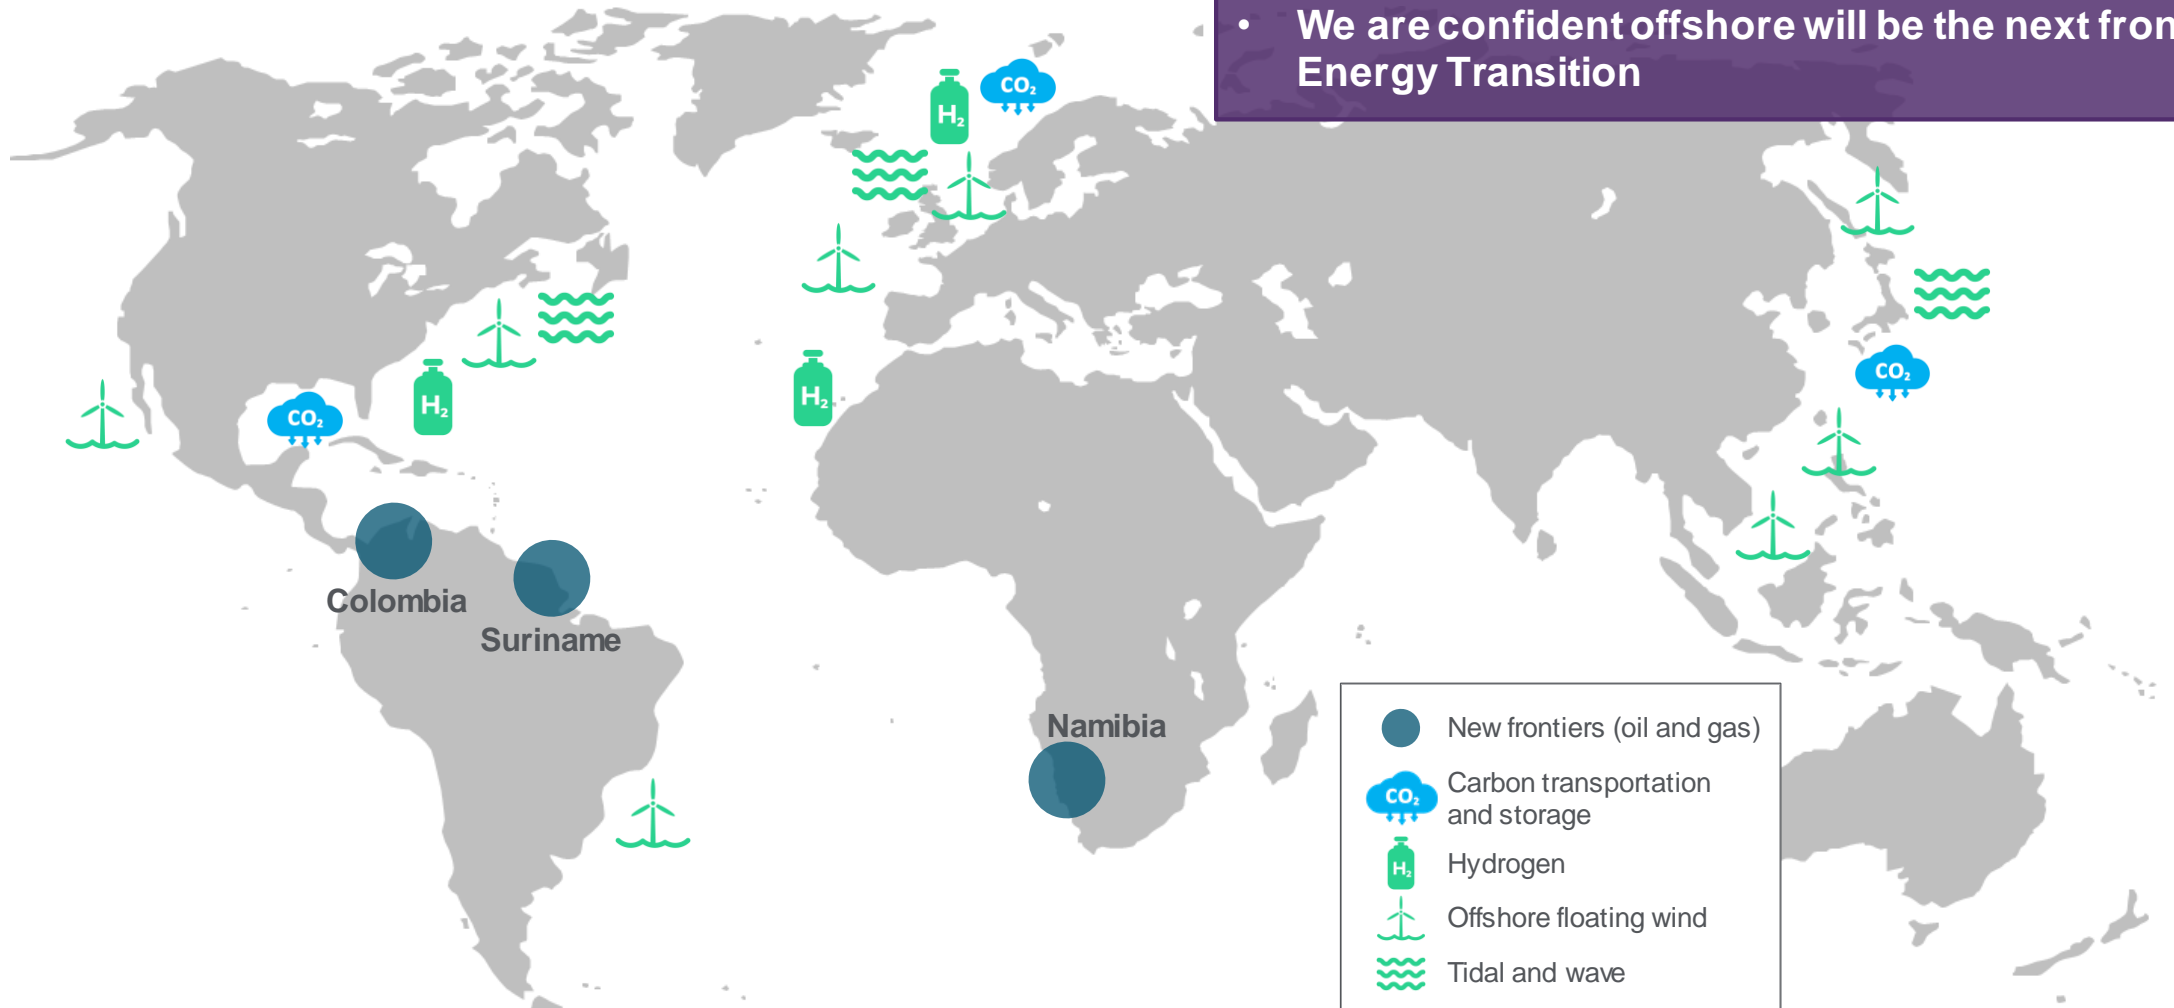 • We are confident offshore will be the next
Energy Transition
CO₂
H₂
CO₂
H₂
H₂
CO₂
Colombia
Suriname
Namibia
New frontiers (oil and gas)
CO₂
Carbon transportation
and storage
H₂
Hydrogen
Offshore floating wind
Tidal and wave